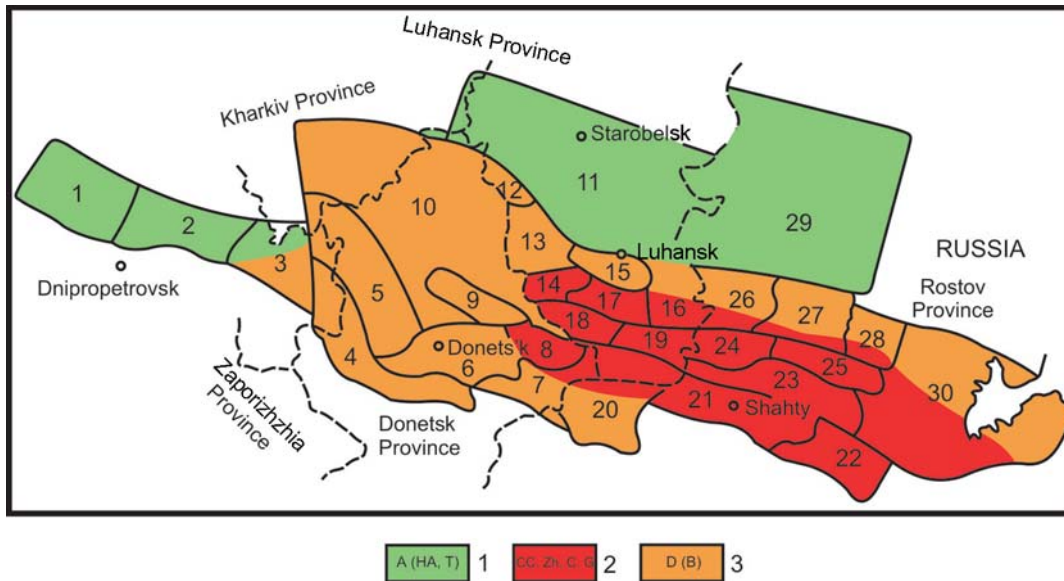 Luhansk Province
Kharkiv Province
Starobelsk
1
2
3
4
5
6
7
8
9
10
11
12
13
14
15
16
17
18
19
20
21
22
23
24
25
26
27
28
29
30
Luhansk
RUSSIA
Rostov
Province
Dnipropetrovsk
Donetsk
Shahty
Zaporizhzhia
Province
Donetsk
Province
A (HA, T) 1
CC, Zh, C, G 2
D (B) 3